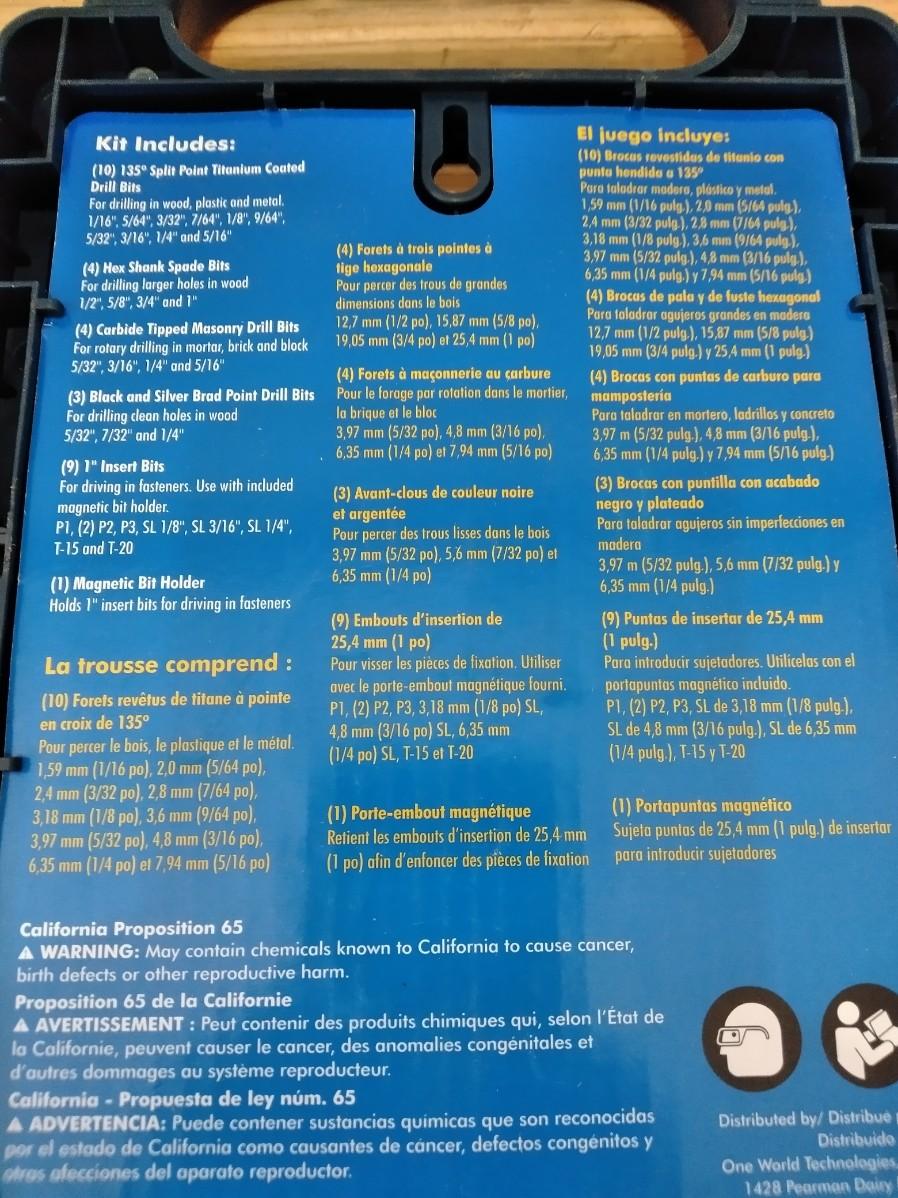 Kit Includes:
(10) 135° Split Point Titanium Coated
Drill Bits
For drilling in wood, plastic and metal.
1/16", 5/64", 3/32", 7/64", 1/8", 9/64",
5/32", 3/16", 1/4" and 5/16"
(4) Hex Shank Spade Bits
For drilling larger holes in wood
1/2", 5/8", 3/4" and 1"
(4) Carbide Tipped Masonry Drill Bits
For rotary drilling in mortar, brick and block
5/32", 3/16", 1/4" and 5/16"
(3) Black and Silver Brad Point Drill Bits
For drilling clean holes in wood
5/32", 7/32" and 1/4"
(9) 1" Insert Bits
For driving in fasteners. Use with included
magnetic bit holder.
P1, (2) P2, P3, SL 1/8", SL 3/16", SL 1/4",
T-15 and T-20
(1) Magnetic Bit Holder
Holds 1" insert bits for driving in fasteners
La trousse comprend :
(10) Forets revêtus de titane à pointe
en croix de 135°
Pour percer le bois, le plastique et le métal.
1,59 mm (1/16 po), 2,0 mm (5/64 po),
2,4 mm (3/32 po), 2,8 mm (7/64 po),
3,18 mm (1/8 po), 3,6 mm (9/64 po),
3,97 mm (5/32 po), 4,8 mm (3/16 po),
6,35 mm (1/4 po) et 7,94 mm (5/16 po)
(4) Forets à trois pointes à
tige hexagonale
Pour percer des trous de grandes
dimensions dans le bois
12,7 mm (1/2 po), 15,87 mm (5/8 po),
19,05 mm (3/4 po) et 25,4 mm (1 po)
(4) Forets à maçonnerie au carbure
Pour le forage par rotation dans le mortier,
la brique et le bloc
3,97 mm (5/32 po), 4,8 mm (3/16 po),
6,35 mm (1/4 po) et 7,94 mm (5/16 po)
(3) Avant-clous de couleur noire
et argentée
Pour percer des trous lisses dans le bois
3,97 mm (5/32 po), 5,6 mm (7/32 po) et
6,35 mm (1/4 po)
(9) Embouts d'insertion de
25,4 mm (1 po)
Pour visser les pièces de fixation. Utiliser
avec le porte-embout magnétique fourni.
P1, (2) P2, P3, 3,18 mm (1/8 po) SL,
4,8 mm (3/16 po) SL, 6,35 mm
(1/4 po) SL, T-15 et T-20
(1) Porte-embout magnétique
Retient les embouts d'insertion de 25,4 mm
(1 po) afin d'enfoncer des pièces de fixation
El juego incluye:
(10) Brocas revestidas de titanio con
punta hendida a 135°
Para taladrar madera, plástico y metal.
1,59 mm (1/16 pulg.), 2,0 mm (5/64 pulg.),
2,4 mm (3/32 pulg.), 2,8 mm (7/64 pulg.),
3,18 mm (1/8 pulg.), 3,6 mm (9/64 pulg.),
3,97 mm (5/32 pulg.), 4,8 mm (3/16 pulg.),
6,35 mm (1/4 pulg.) y 7,94 mm (5/16 pulg.)
(4) Brocas de pala y de fuste hexagonal
Para taladrar agujeros grandes en madera
12,7 mm (1/2 pulg.), 15,87 mm (5/8 pulg.)
19,05 mm (3/4 pulg.) y 25,4 mm (1 pulg.)
(4) Brocas con puntas de carburo para
mampostería
Para taladrar en mortero, ladrillos y concreto
3,97 m (5/32 pulg.), 4,8 mm (3/16 pulg.),
6,35 mm (1/4 pulg.) y 7,94 mm (5/16 pulg.)
(3) Brocas con puntilla con acabado
negro y plateado
Para taladrar agujeros sin imperfecciones en
madera
3,97 m (5/32 pulg.), 5,6 mm (7/32 pulg.) y
6,35 mm (1/4 pulg.)
(9) Puntas de insertar de 25,4 mm
(1 pulg.)
Para introducir sujetadores. Utilícelas con el
portapuntas magnético incluido.
P1, (2) P2, P3, SL de 3,18 mm (1/8 pulg.),
SL de 4,8 mm (3/16 pulg.), SL de 6,35 mm
(1/4 pulg.), T-15 y T-20
(1) Portapuntas magnético
Sujeta puntas de 25,4 mm (1 pulg.) de insertar
para introducir sujetadores
California Proposition 65
⚠ WARNING: May contain chemicals known to California to cause cancer,
birth defects or other reproductive harm.
Proposition 65 de la Californie
⚠ AVERTISSEMENT : Peut contenir des produits chimiques qui, selon l'État de
la Californie, peuvent causer le cancer, des anomalies congénitales et
d'autres dommages au système reproducteur.
California - Propuesta de ley núm. 65
⚠ ADVERTENCIA: Puede contener sustancias químicas que son reconocidas
por el estado de California como causantes de cáncer, defectos congénitos y
otras afecciones del aparato reproductor.
Distributed by/ Distribué
Distribuido
One World Technologies,
1428 Pearman Dairy